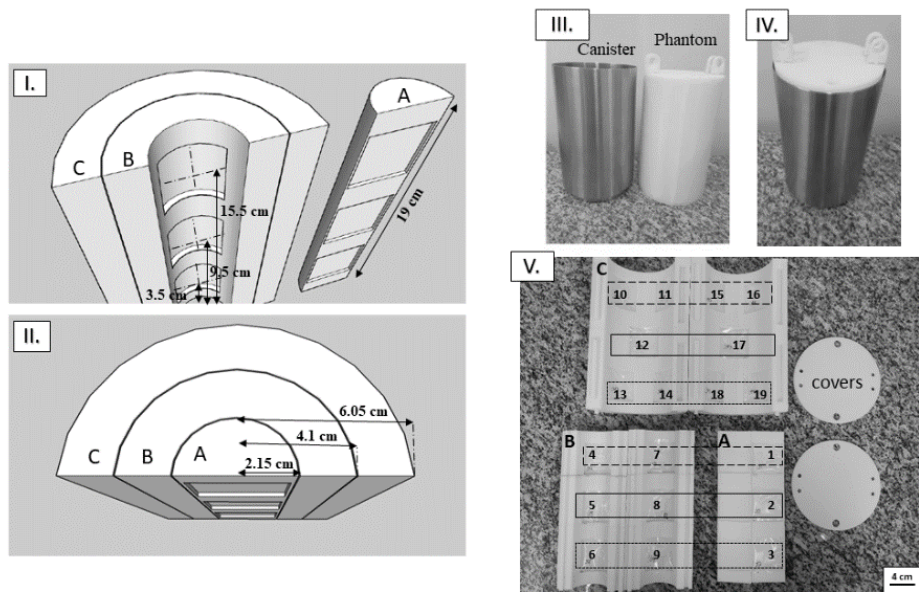 I.
A
C B
15.5 cm
19 cm
9.5 cm
3.5 cm
II.
6.05 cm
4.1 cm
C B A
2.15 cm
III.
Canister Phantom
IV.
V.
C
10 11 15 16
12 17
13 14 18 19
covers
B A
4 7 1
5 8 2
6 9 3
4 cm